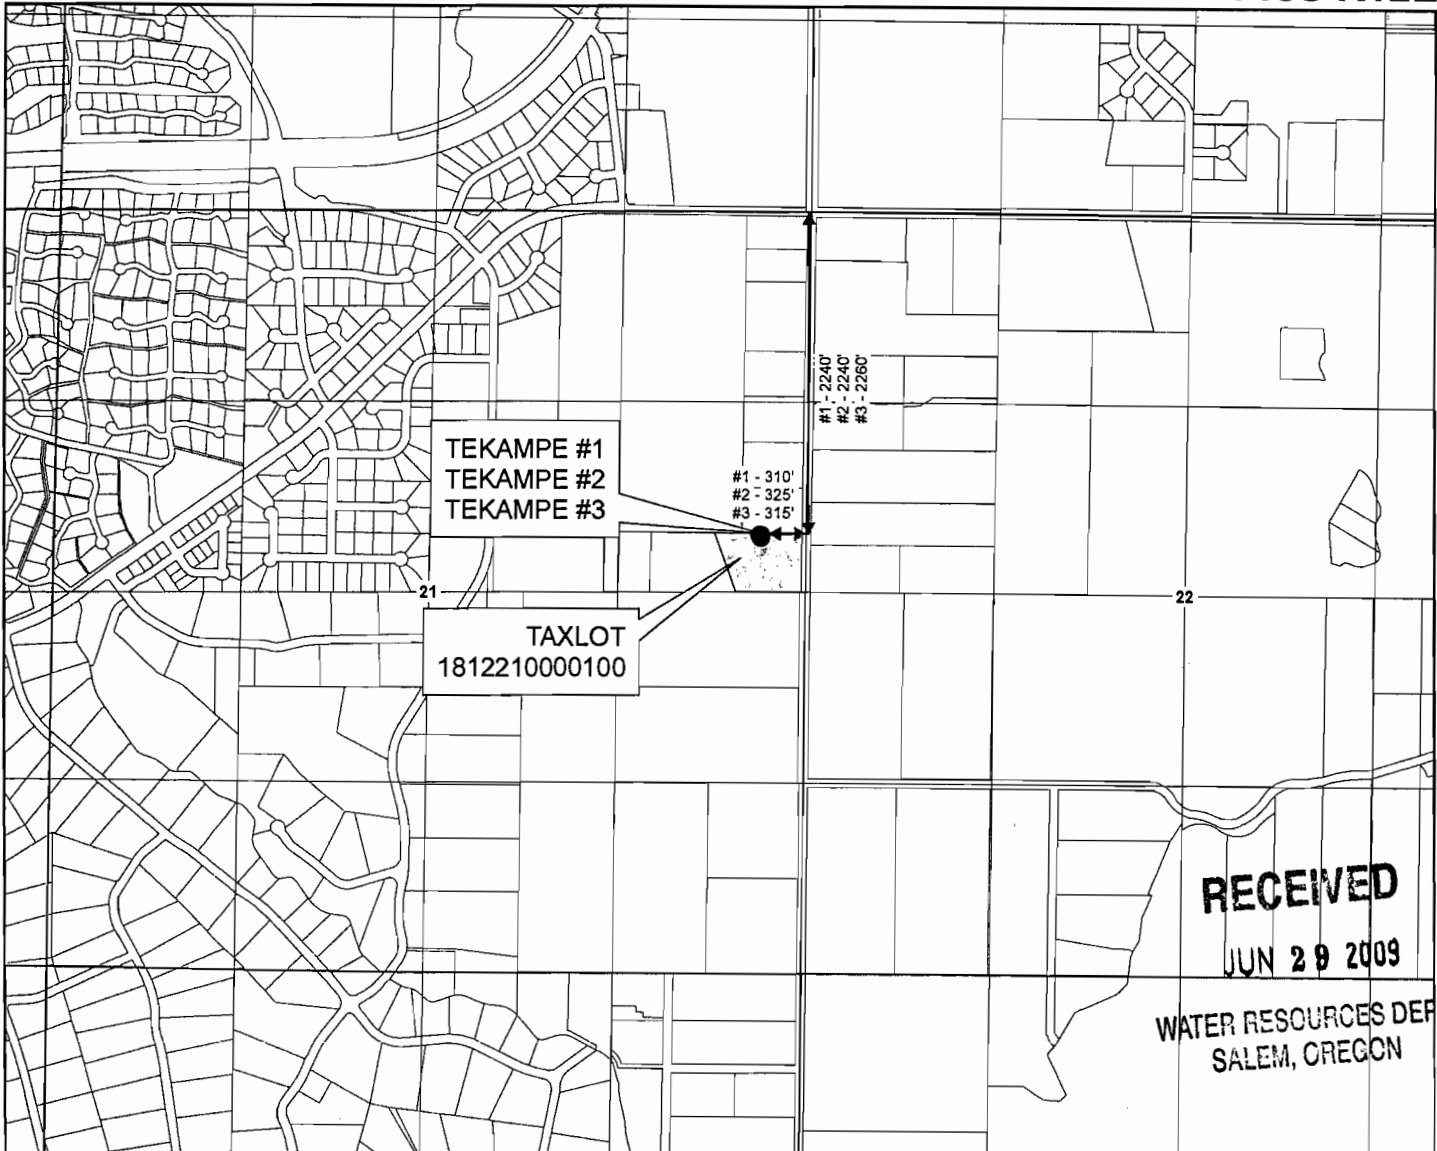 #1 - 2240'
#2 - 2240'
#3 - 2260'
TEKAMPE #1
TEKAMPE #2
TEKAMPE #3
#1 - 310'
#2 - 325'
#3 - 315'
21
22
TAXLOT
1812210000100
RECEIVED
JUN 29 2009
WATER RESOURCES DEP
SALEM, OREGON